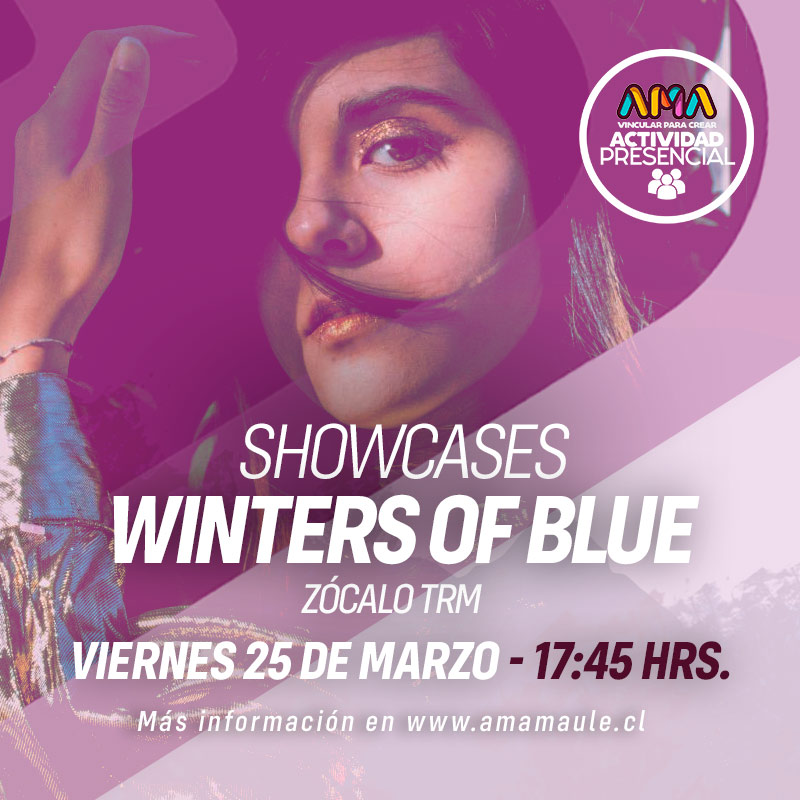 AMA
VINCULAR PARA CREAR
ACTIVIDAD
PRESENCIAL
SHOWCASES
WINTERS OF BLUE
ZÓCALO TRM
VIERNES 25 DE MARZO - 17:45 HRS.
Más información en www.amamaule.cl